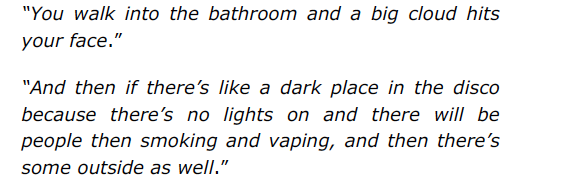 “You walk into the bathroom and a big cloud hits
your face.”
“And then if there’s like a dark place in the disco
because there’s no lights on and there will be
people then smoking and vaping, and then there’s
some outside as well.”